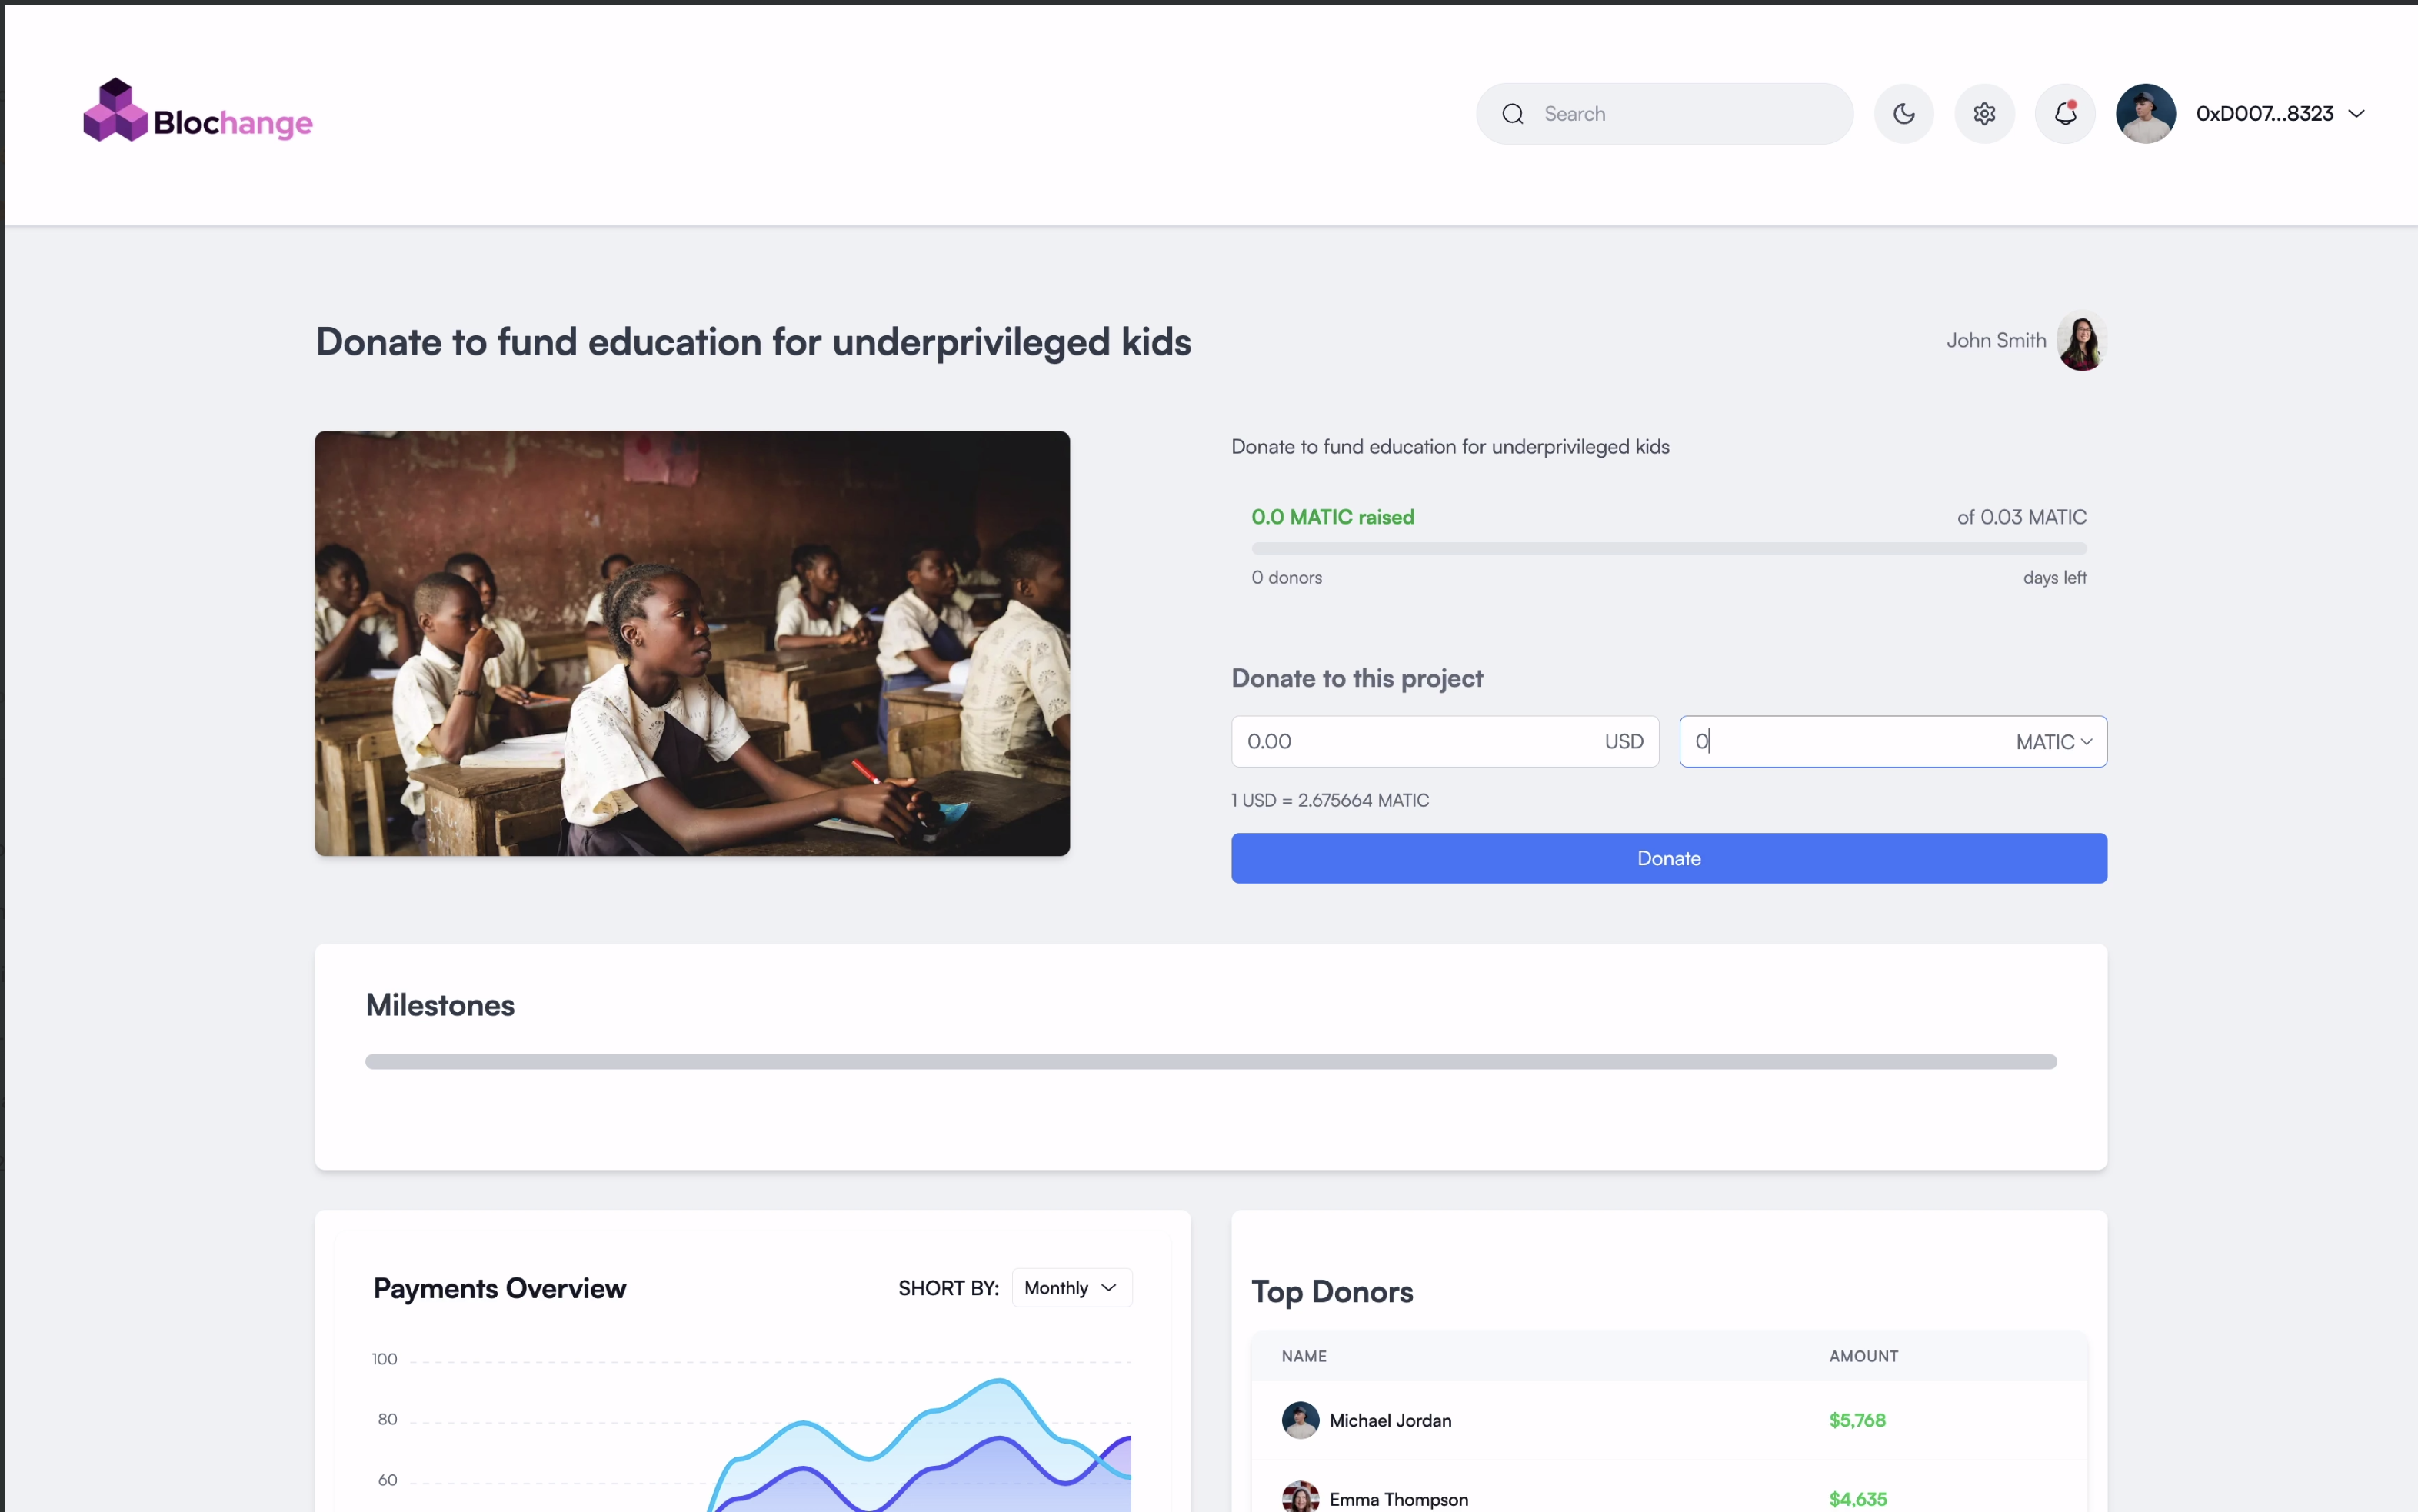 Blochange
Search
0xD007...8323
Donate to fund education for underprivileged kids
John Smith
Donate to fund education for underprivileged kids
0.0 MATIC raised
of 0.03 MATIC
0 donors
days left
Donate to this project
0.00 USD
0 MATIC
1 USD = 2.675664 MATIC
Donate
Milestones
Payments Overview
SHORT BY: Monthly
100
80
60
Top Donors
NAME AMOUNT
Michael Jordan $5,768
Emma Thompson $4,635